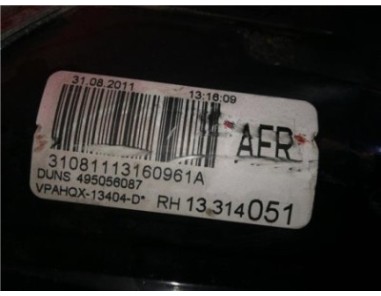 31.08.2011 13:16:09
AFR
31081113160961A
DUNS 495056087
VPAHQX-13404-D* RH 13.314051